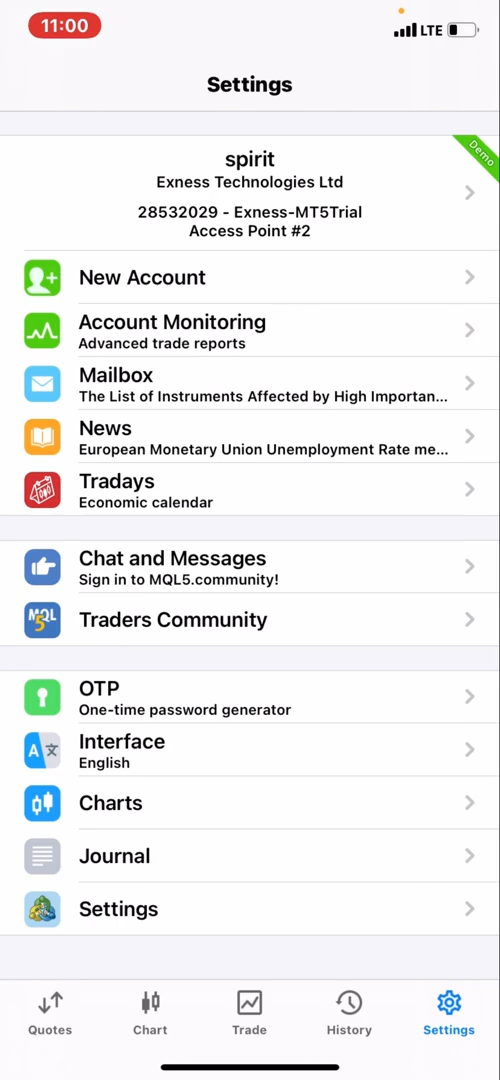 11:00
LTE
Settings
Demo
spirit
Exness Technologies Ltd
28532029 - Exness-MT5Trial
Access Point #2
New Account
Account Monitoring
Advanced trade reports
Mailbox
The List of Instruments Affected by High Importan...
News
European Monetary Union Unemployment Rate me...
Tradays
Economic calendar
Chat and Messages
Sign in to MQL5.community!
MQL
5
Traders Community
OTP
One-time password generator
A 文
Interface
English
Charts
Journal
Settings
Quotes
Chart
Trade
History
Settings